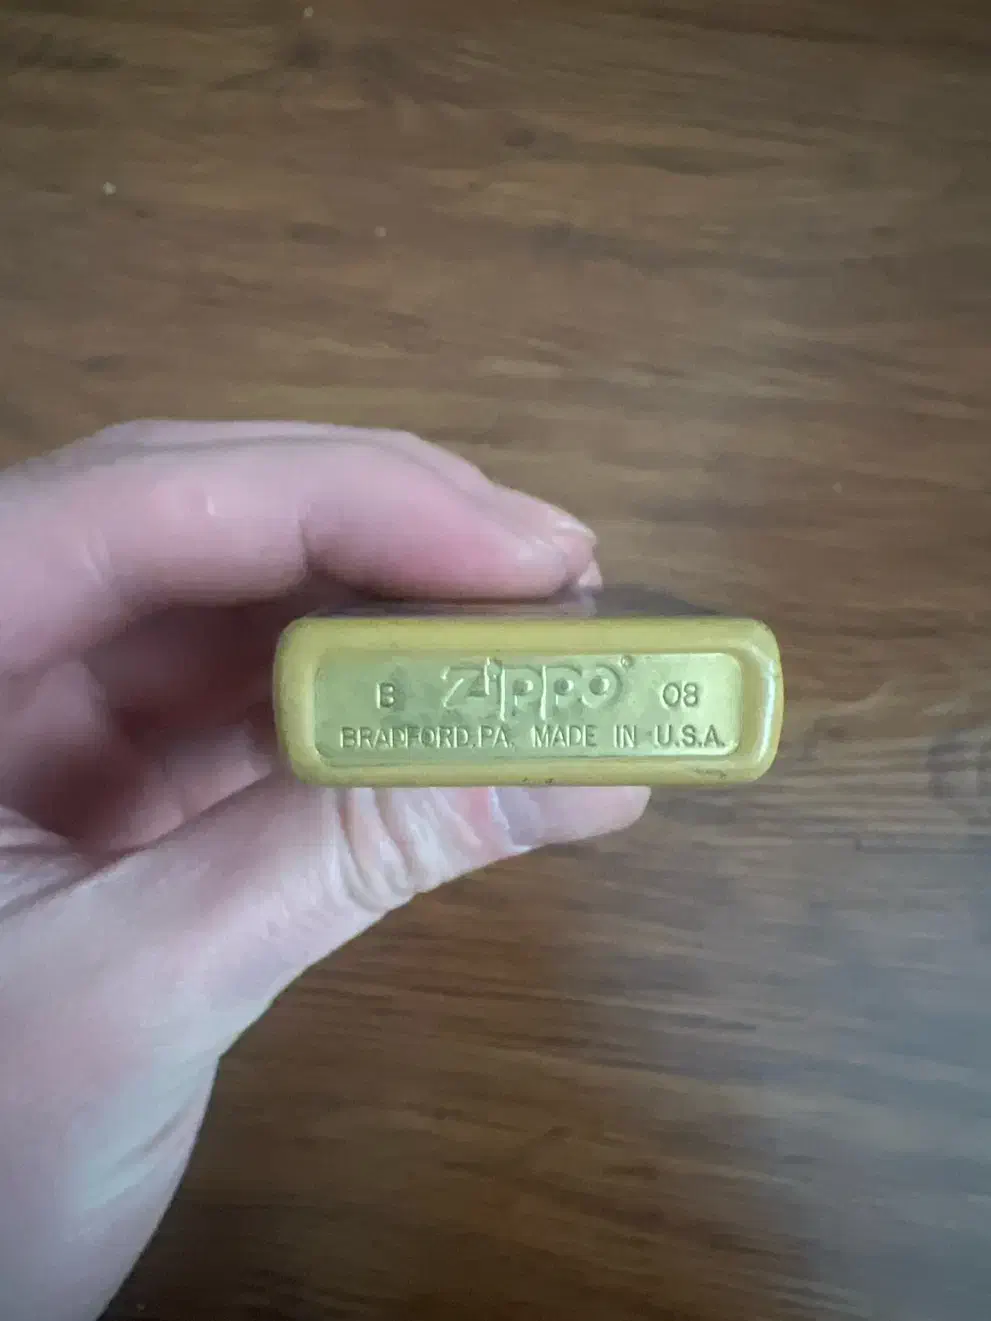 B Zippo® 08
BRADFORD,PA. MADE IN U.S.A.